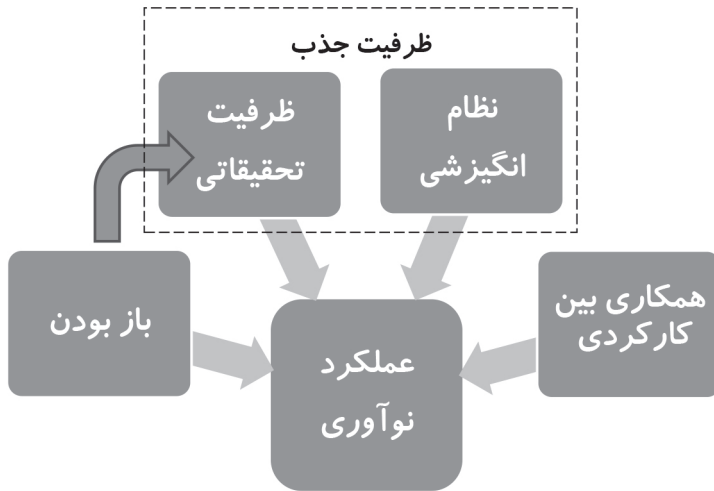 ظرفیت جذب
نظام
انگیزشی
ظرفیت
تحقیقاتی
همکاری بین
کارکردی
باز بودن
عملکرد
نوآوری